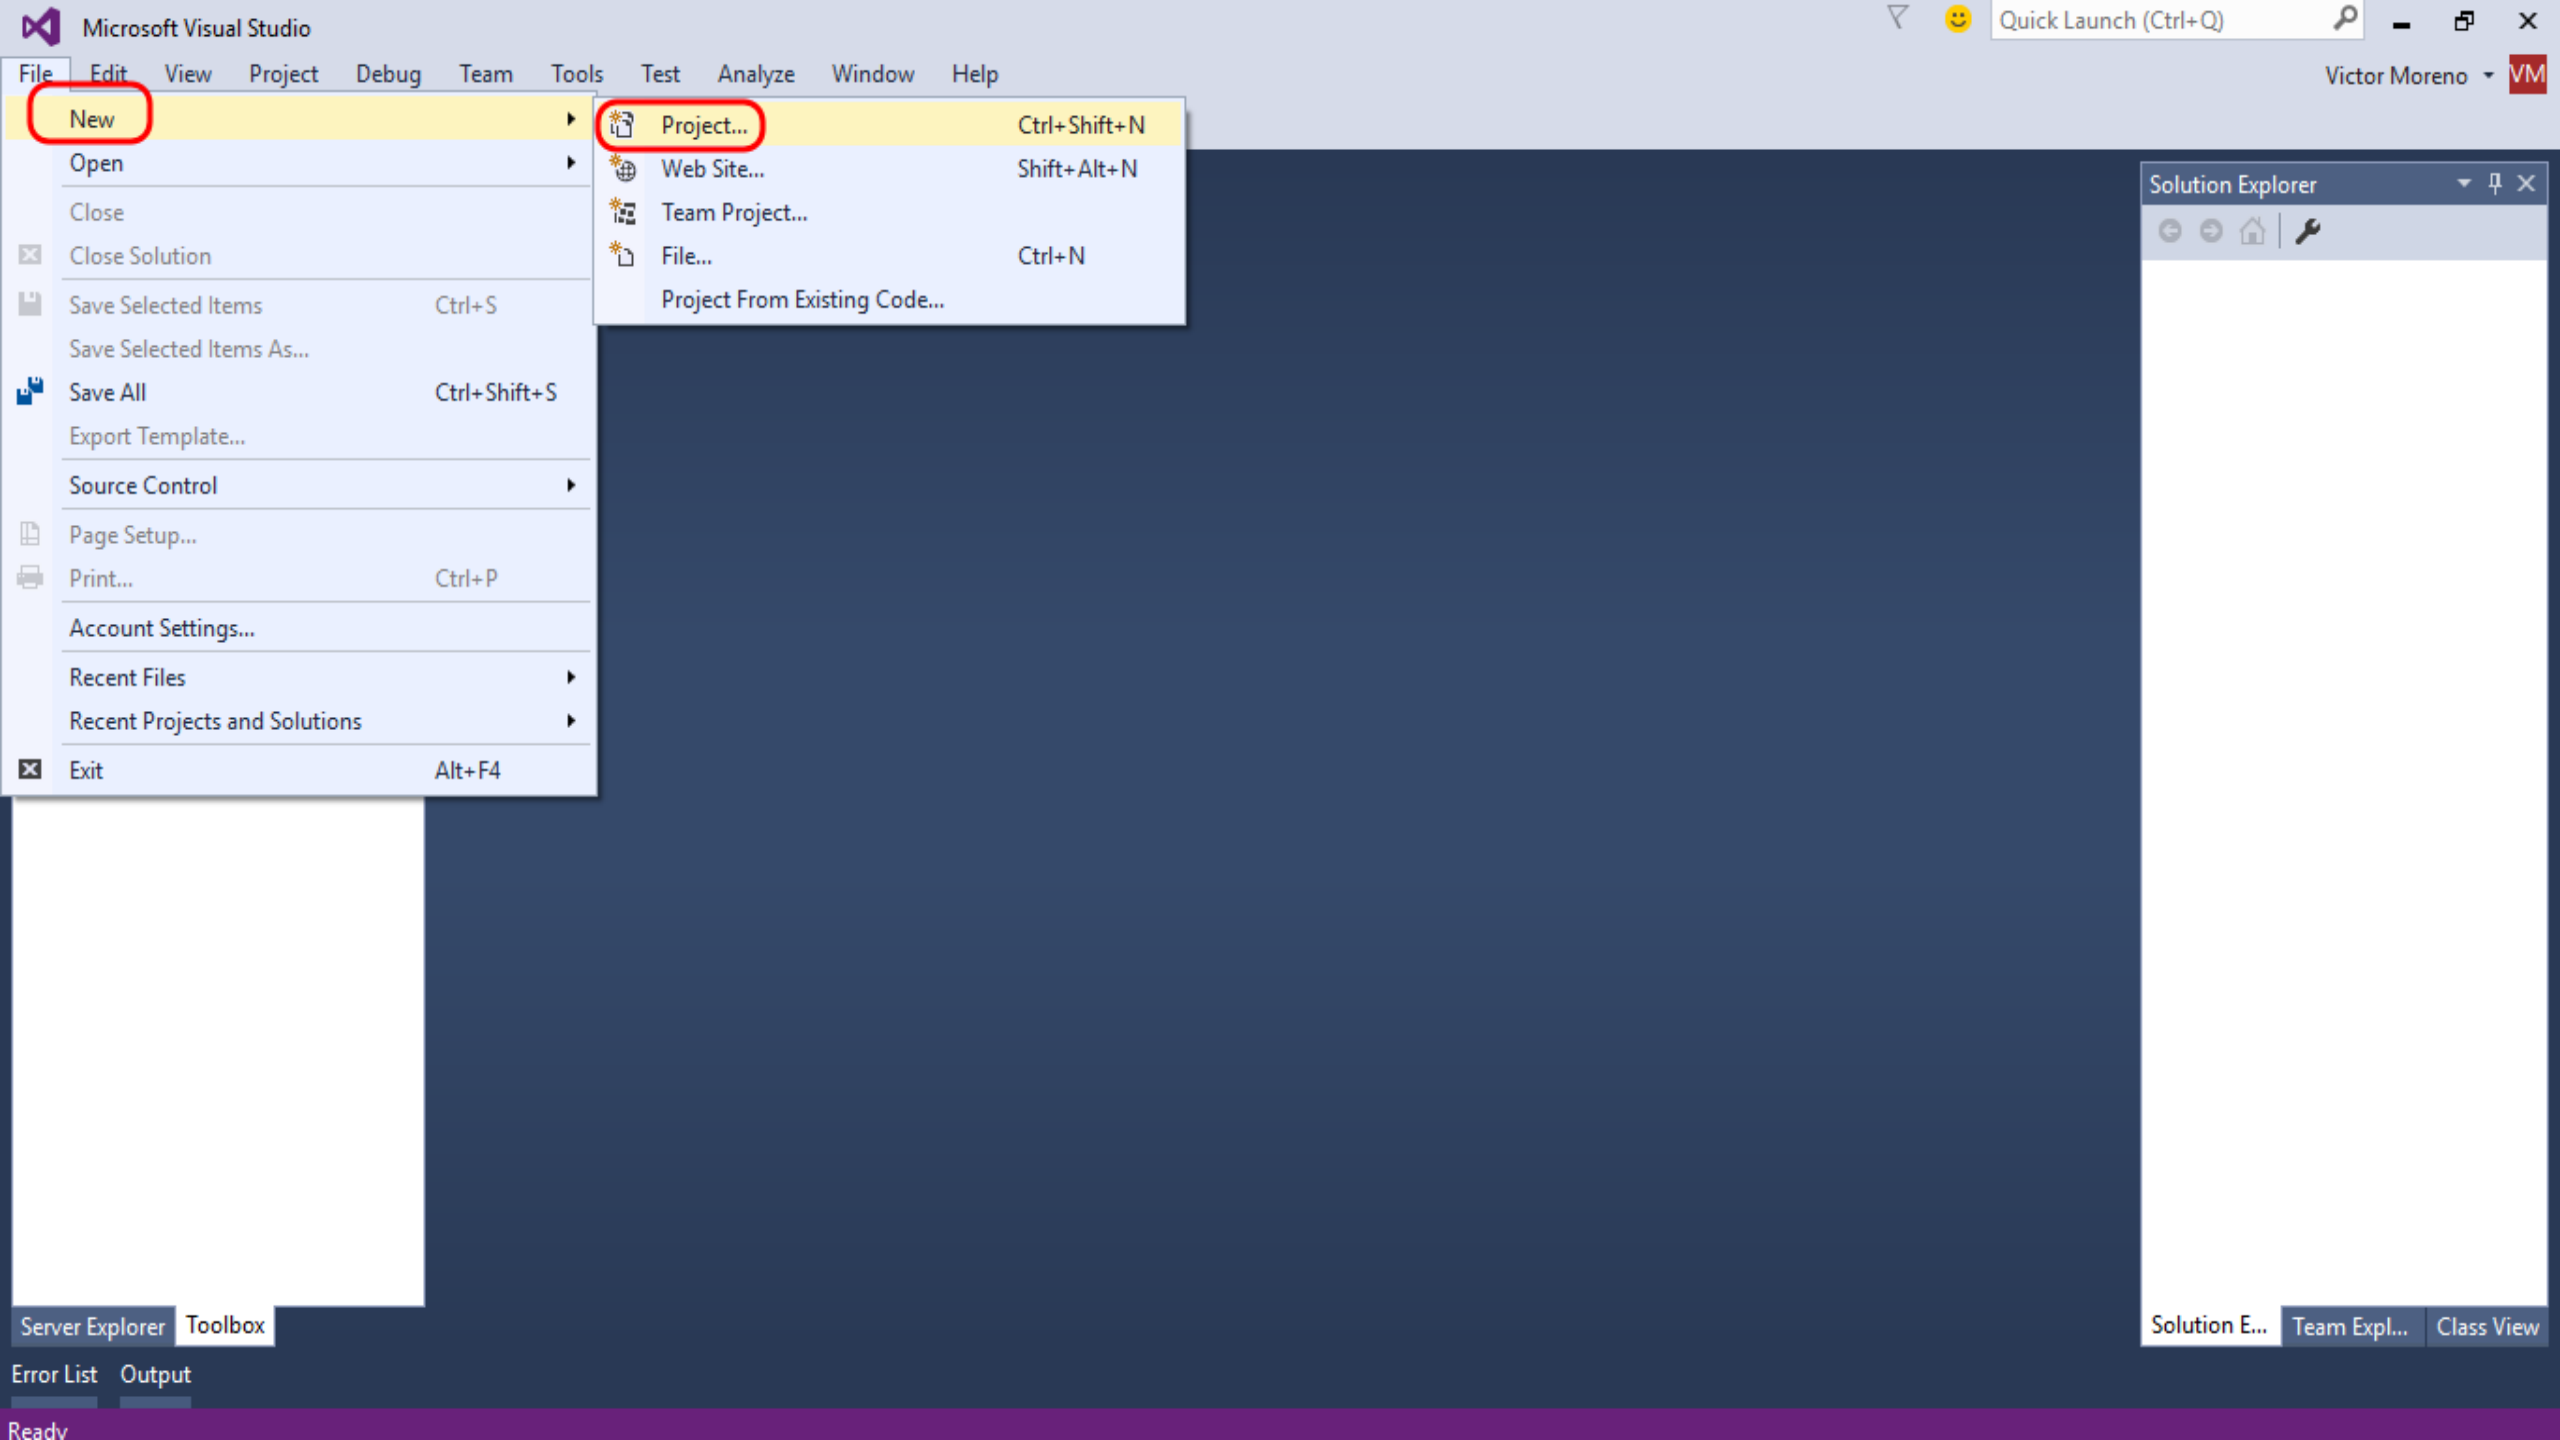 Microsoft Visual Studio
Quick Launch (Ctrl+Q)
File Edit View Project Debug Team Tools Test Analyze Window Help
Victor Moreno VM
New
Open
Close
Close Solution
Save Selected Items Ctrl+S
Save Selected Items As...
Save All Ctrl+Shift+S
Export Template...
Source Control
Page Setup...
Print... Ctrl+P
Account Settings...
Recent Files
Recent Projects and Solutions
Exit Alt+F4
Project... Ctrl+Shift+N
Web Site... Shift+Alt+N
Team Project...
File... Ctrl+N
Project From Existing Code...
Solution Explorer
Server Explorer Toolbox
Solution E... Team Expl... Class View
Error List Output
Ready